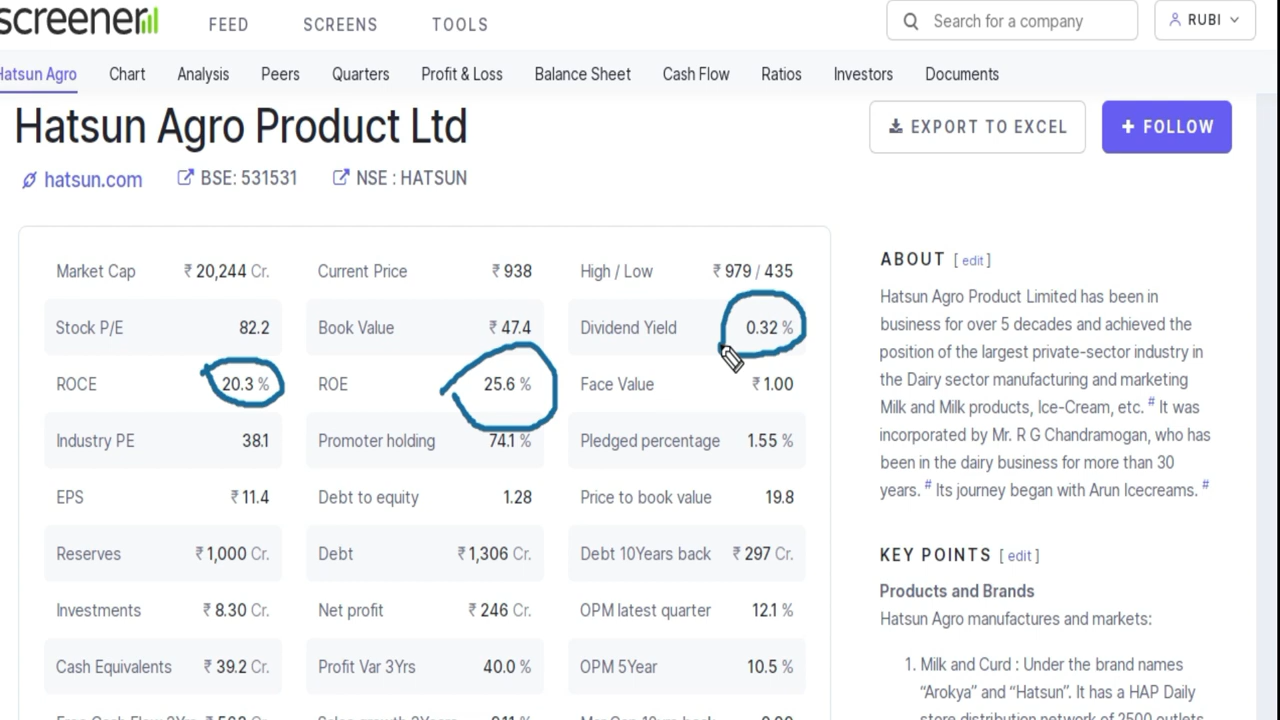 screener
FEED SCREENS TOOLS
Search for a company
RUBI
Hatsun Agro Chart Analysis Peers Quarters Profit & Loss Balance Sheet Cash Flow Ratios Investors Documents
Hatsun Agro Product Ltd
EXPORT TO EXCEL
+ FOLLOW
hatsun.com BSE: 531531 NSE : HATSUN
Market Cap ₹ 20,244 Cr. Current Price ₹ 938 High / Low ₹ 979 / 435
Stock P/E 82.2 Book Value ₹ 47.4 Dividend Yield 0.32 %
ROCE 20.3 % ROE 25.6 % Face Value ₹ 1.00
Industry PE 38.1 Promoter holding 74.1 % Pledged percentage 1.55 %
EPS ₹ 11.4 Debt to equity 1.28 Price to book value 19.8
Reserves ₹ 1,000 Cr. Debt ₹ 1,306 Cr. Debt 10Years back ₹ 297 Cr.
Investments ₹ 8.30 Cr. Net profit ₹ 246 Cr. OPM latest quarter 12.1 %
Cash Equivalents ₹ 39.2 Cr. Profit Var 3Yrs 40.0 % OPM 5Year 10.5 %
ABOUT [ edit ]
Hatsun Agro Product Limited has been in
business for over 5 decades and achieved the
position of the largest private-sector industry in
the Dairy sector manufacturing and marketing
Milk and Milk products, Ice-Cream, etc. # It was
incorporated by Mr. R G Chandramogan, who has
been in the dairy business for more than 30
years. # Its journey began with Arun Icecreams. #
KEY POINTS [ edit ]
Products and Brands
Hatsun Agro manufactures and markets:
1. Milk and Curd : Under the brand names
“Arokya” and “Hatsun”. It has a HAP Daily
store distribution network of 2500 outlets